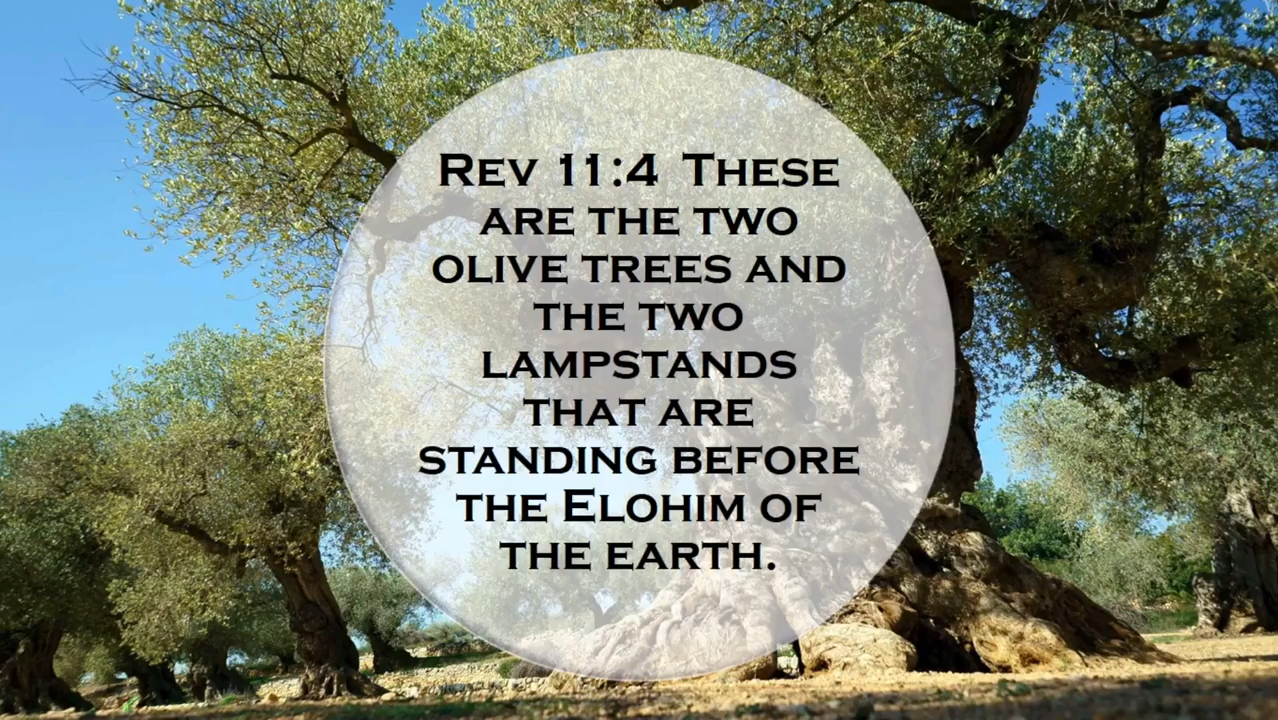 Rev 11:4 These
are the two
olive trees and
the two
lampstands
that are
standing before
the Elohim of
the earth.